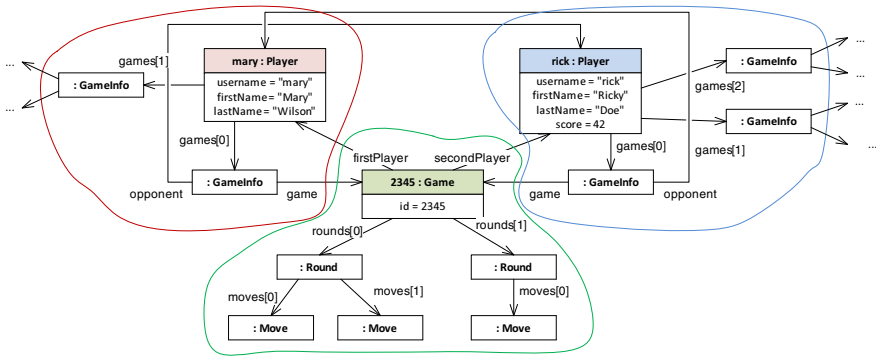 mary : Player
username = "mary"
firstName= "Mary"
lastName= "Wilson"
rick : Player
username = "rick"
firstName= "Ricky"
lastName= "Doe"
score = 42
games[1]
: GameInfo
...
...
: GameInfo
games[2]
...
...
: GameInfo
games[1]
...
...
games[0]
games[0]
firstPlayer
secondPlayer
opponent
: GameInfo
game
2345 : Game
id = 2345
game
: GameInfo
opponent
rounds[0]
rounds[1]
: Round
: Round
moves[0]
moves[1]
moves[0]
: Move
: Move
: Move